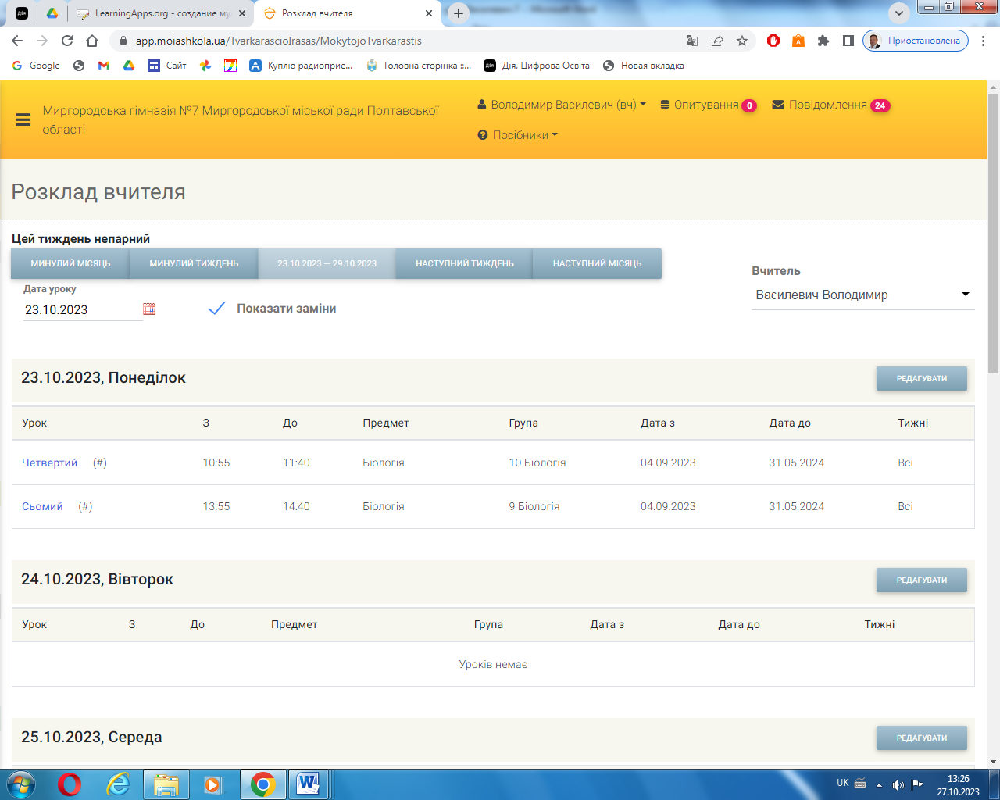 LearningApps.org - создание му
Розклад вчителя
app.moiashkola.ua/TvarkarascioIrasas/MokytojoTvarkarastis
Приостановлена
Google
Сайт
Куплю радиоприе...
Головна сторінка ::...
Дія. Цифрова Освіта
Новая вкладка
Миргородська гімназія №7 Миргородської міської ради Полтавської
області
Володимир Василевич (вч)
Опитування 0
Повідомлення 24
Посібники
Розклад вчителя
Цей тиждень непарний
МИНУЛИЙ МІСЯЦЬ
МИНУЛИЙ ТИЖДЕНЬ
23.10.2023 — 29.10.2023
НАСТУПНИЙ ТИЖДЕНЬ
НАСТУПНИЙ МІСЯЦЬ
Дата уроку
23.10.2023
Показати заміни
Вчитель
Василевич Володимир
23.10.2023, Понеділок
РЕДАГУВАТИ
Урок З До Предмет Група Дата з Дата до Тижні
Четвертий (#) 10:55 11:40 Біологія 10 Біологія 04.09.2023 31.05.2024 Всі
Сьомий (#) 13:55 14:40 Біологія 9 Біологія 04.09.2023 31.05.2024 Всі
24.10.2023, Вівторок
РЕДАГУВАТИ
Урок З До Предмет Група Дата з Дата до Тижні
Уроків немає
25.10.2023, Середа
РЕДАГУВАТИ
UK
13:26
27.10.2023